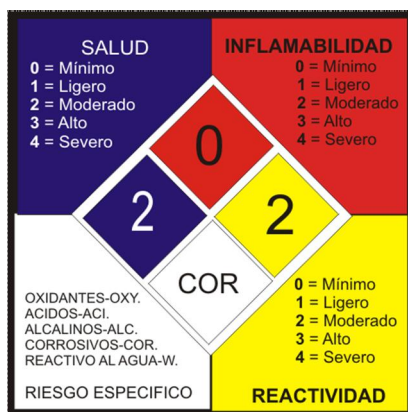 SALUD
0 = Mínimo
1 = Ligero
2 = Moderado
3 = Alto
4 = Severo
INFLAMABILIDAD
0 = Mínimo
1 = Ligero
2 = Moderado
3 = Alto
4 = Severo
0
2
2
COR
OXIDANTES-OXY.
ACIDOS-ACI.
ALCALINOS-ALC.
CORROSIVOS-COR.
REACTIVO AL AGUA-W.
RIESGO ESPECIFICO
0 = Mínimo
1 = Ligero
2 = Moderado
3 = Alto
4 = Severo
REACTIVIDAD